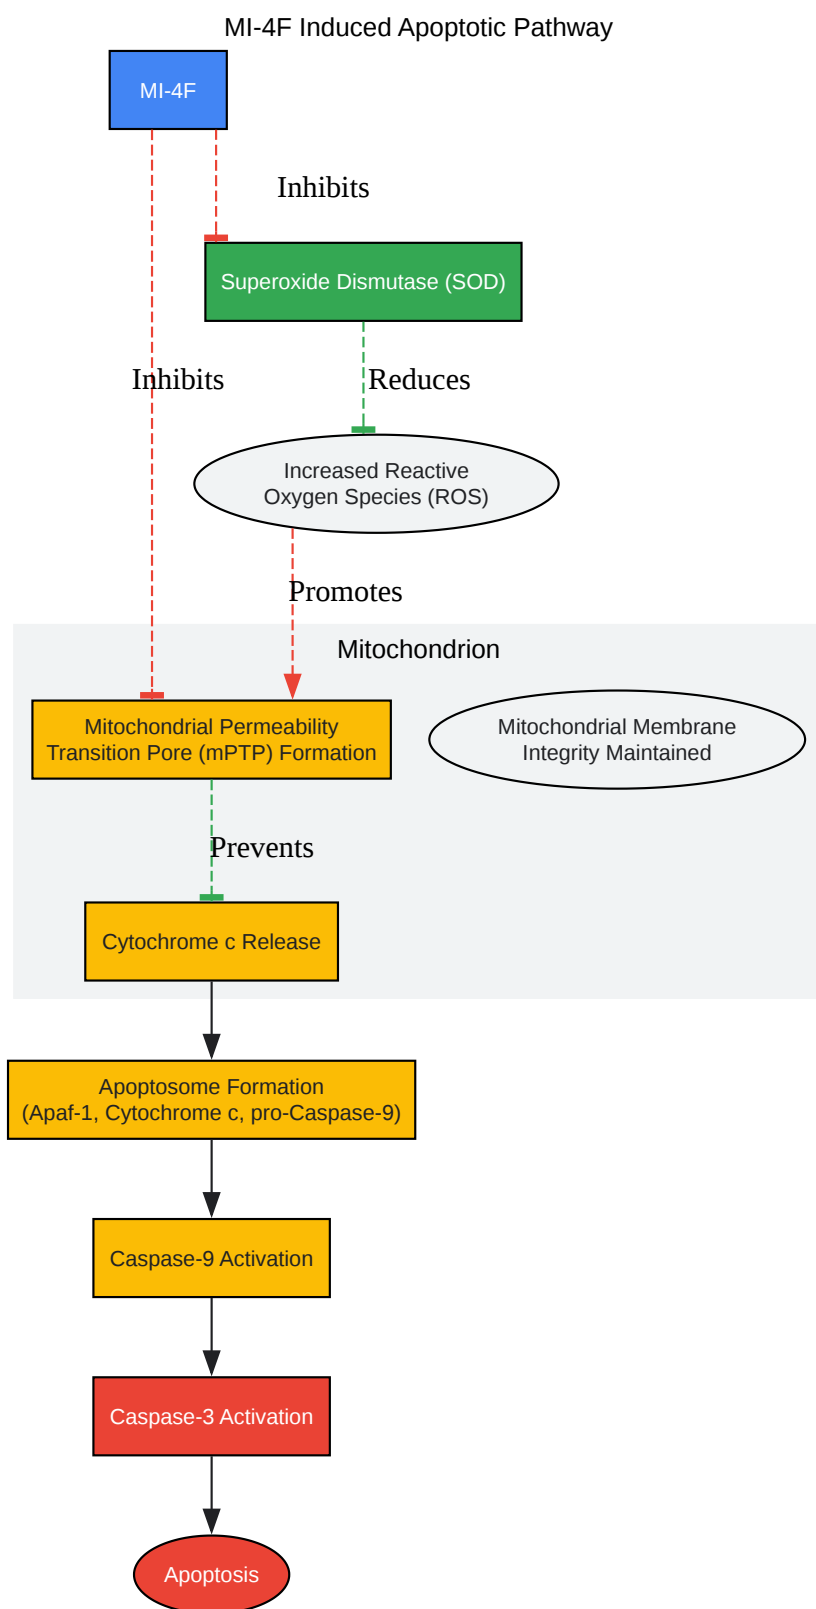 MI-4F Induced Apoptotic Pathway
MI-4F
Inhibits
Superoxide Dismutase (SOD)
Inhibits
Reduces
Increased Reactive
Oxygen Species (ROS)
Promotes
Mitochondrion
Mitochondrial Permeability
Transition Pore (mPTP) Formation
Mitochondrial Membrane
Integrity Maintained
Prevents
Cytochrome c Release
Apoptosome Formation
(Apaf-1, Cytochrome c, pro-Caspase-9)
Caspase-9 Activation
Caspase-3 Activation
Apoptosis